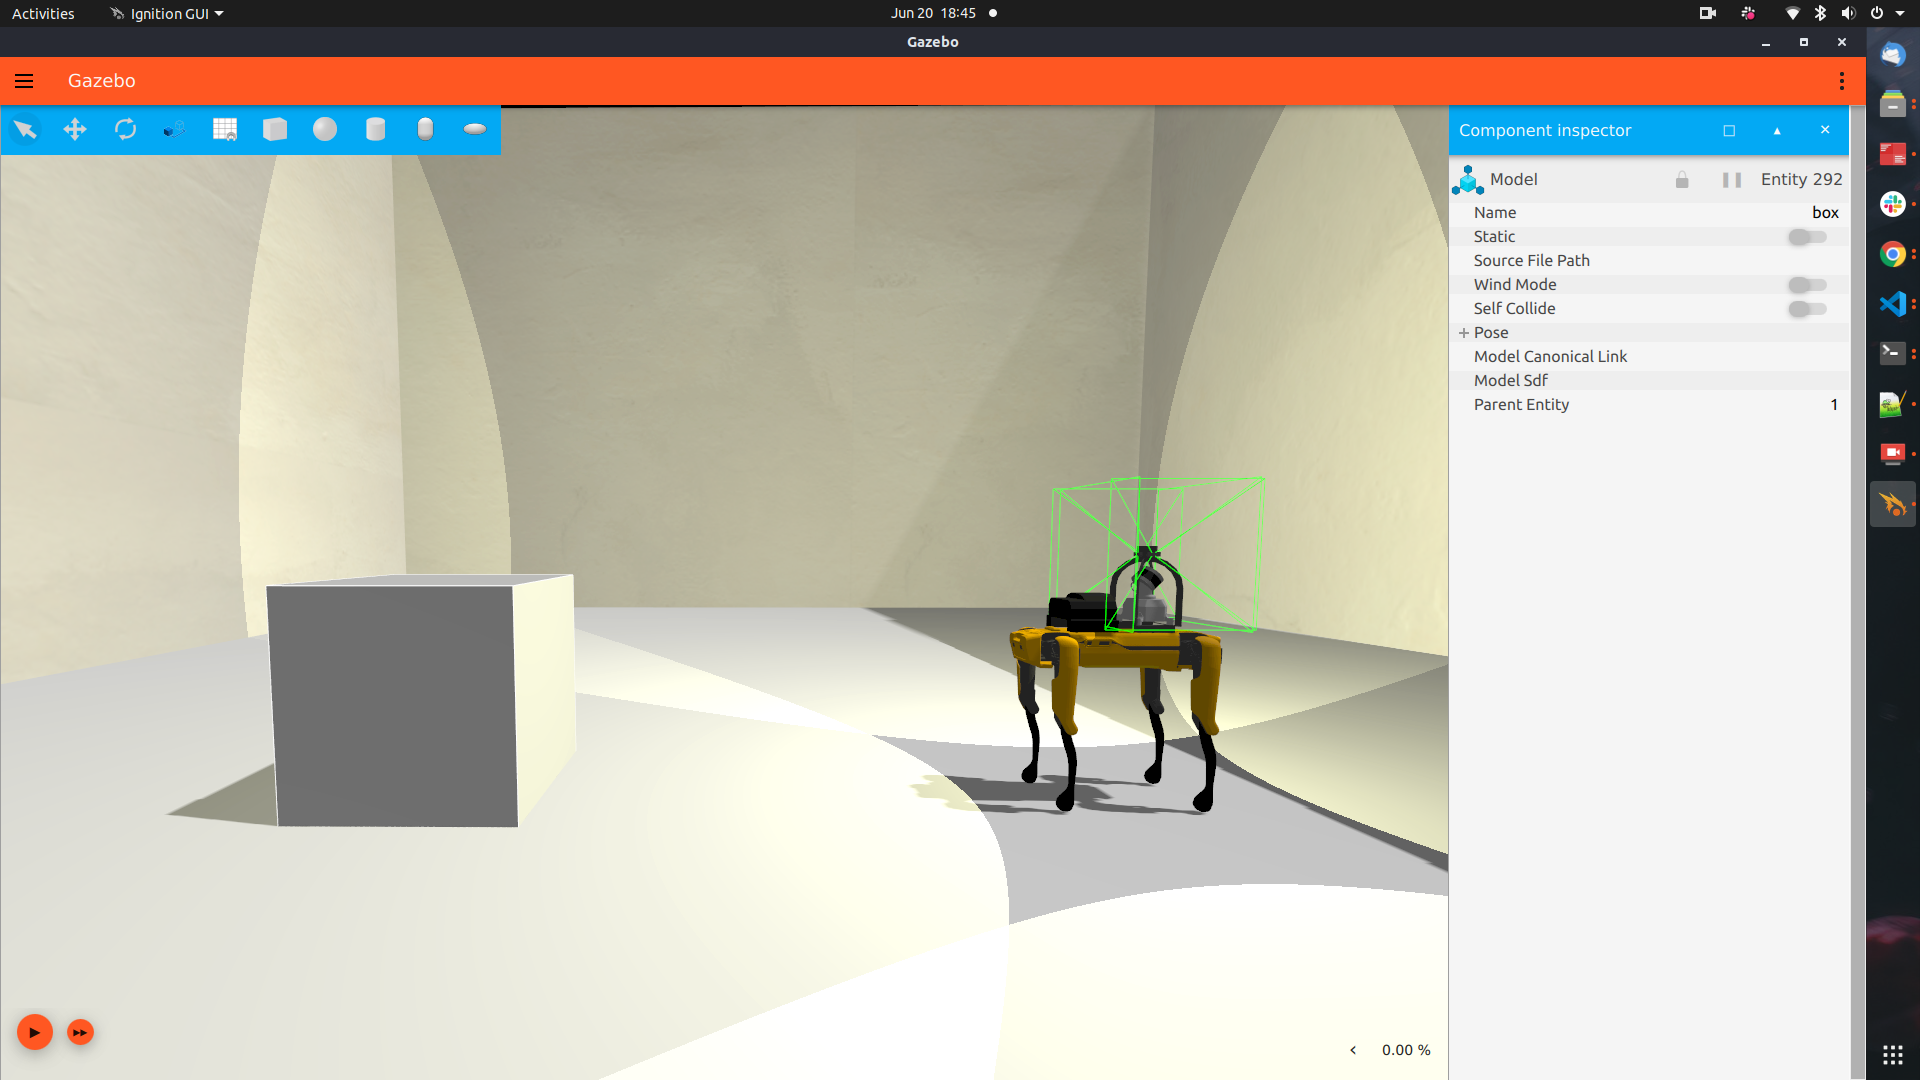 Activities Ignition GUI Jun 20 18:45
Gazebo
Gazebo
Component inspector
Model Entity 292
Name box
Static
Source File Path
Wind Mode
Self Collide
+ Pose
Model Canonical Link
Model Sdf
Parent Entity 1
0.00 %